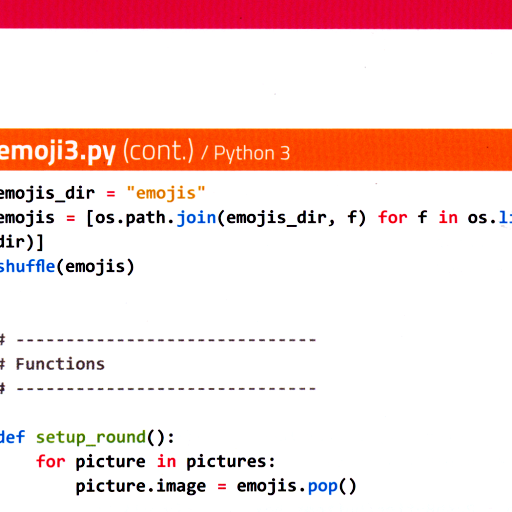 emoji3.py (cont.) / Python 3
emojis_dir = "emojis"
emojis = [os.path.join(emojis_dir, f) for f in os.li
dir)]
shuffle(emojis)
# ------------------------------
# Functions
# ------------------------------
def setup_round():
    for picture in pictures:
        picture.image = emojis.pop()